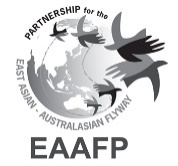 PARTNERSHIP for the
EAST ASIAN - AUSTRALASIAN FLYWAY
EAAFP